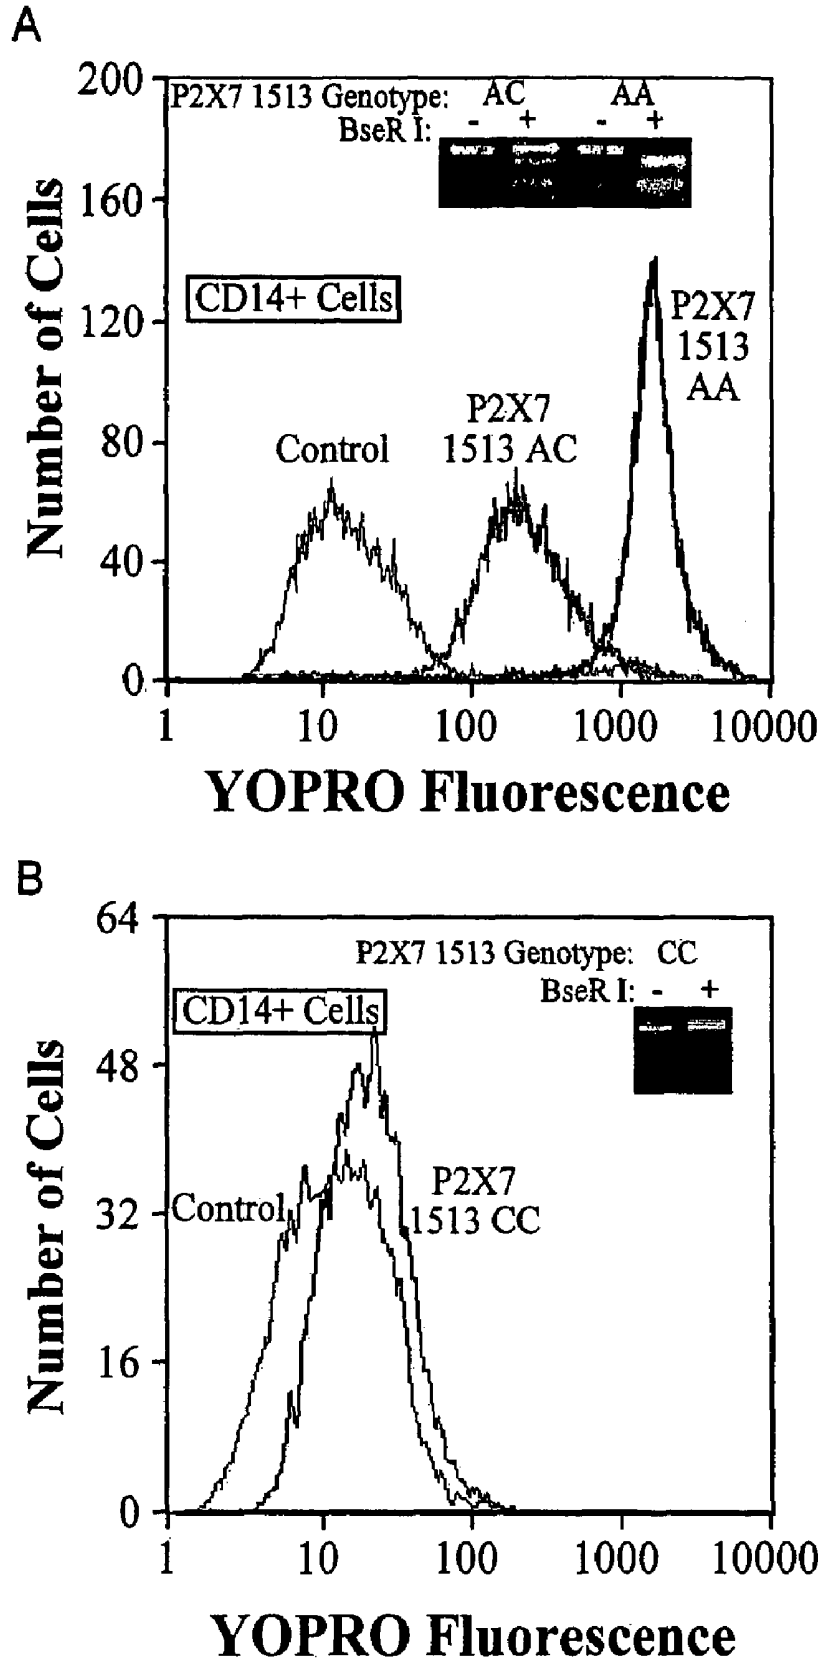 A
200
P2X7 1513 Genotype: AC AA
BseR I: - + - +
160
CD14+ Cells
120
P2X7
1513
AA
80
Control
P2X7
1513 AC
40
0
1 10 100 1000 10000
Number of Cells
YOPRO Fluorescence
B
64
P2X7 1513 Genotype: CC
BseR I: - +
CD14+ Cells
48
Control
P2X7
1513 CC
32
16
0
1 10 100 1000 10000
Number of Cells
YOPRO Fluorescence